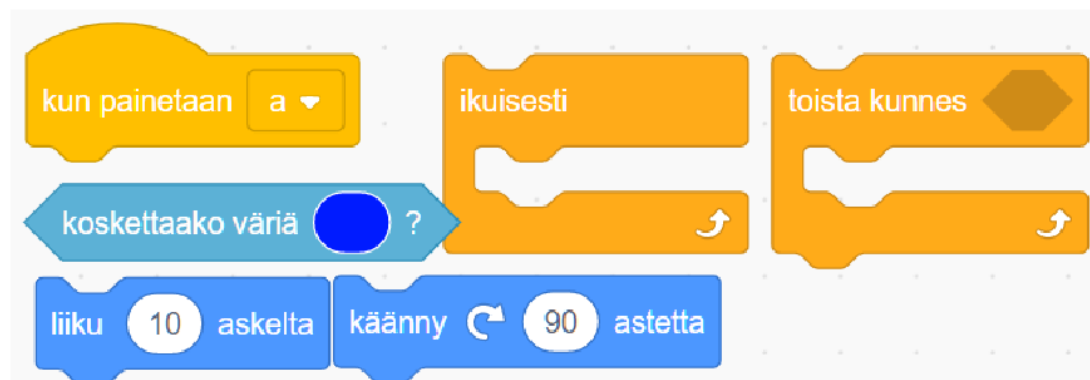 kun painetaan a
ikuisesti
toista kunnes
koskettaako väriä ?
liiku 10 askelta
käänny 90 astetta